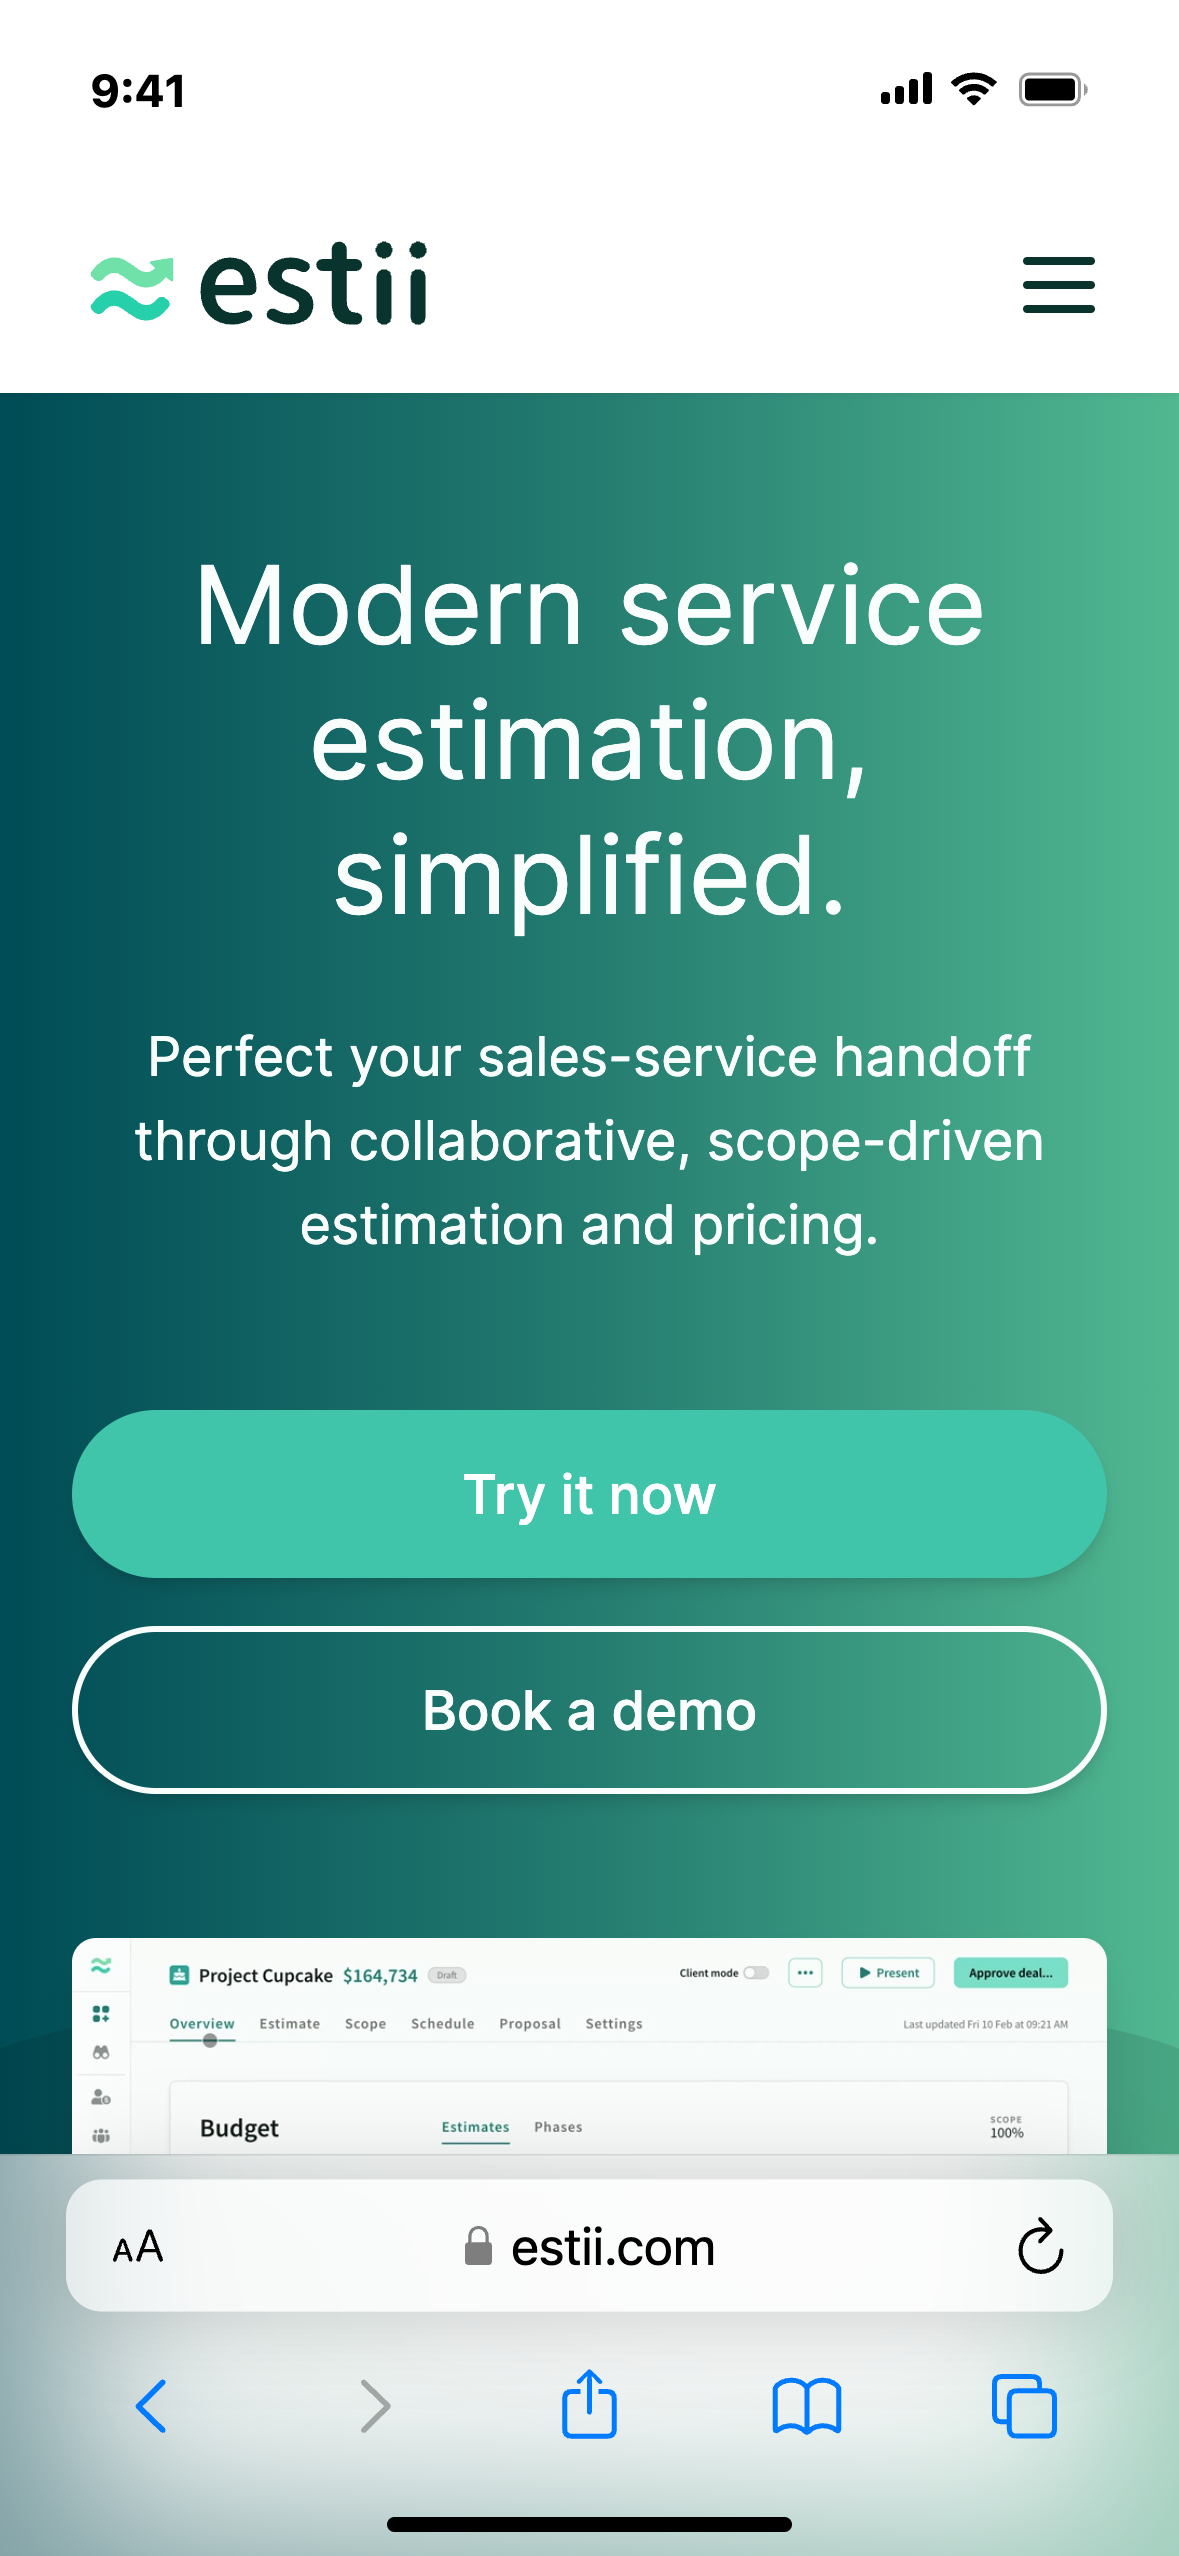 9:41
estii
Modern service
estimation,
simplified.
Perfect your sales-service handoff
through collaborative, scope-driven
estimation and pricing.
Try it now
Book a demo
Project Cupcake $164,734 Draft Client mode Present Approve deal...
Overview Estimate Scope Schedule Proposal Settings Last updated Fri 10 Feb at 09:21 AM
Budget Estimates Phases SCOPE
100%
AA estii.com